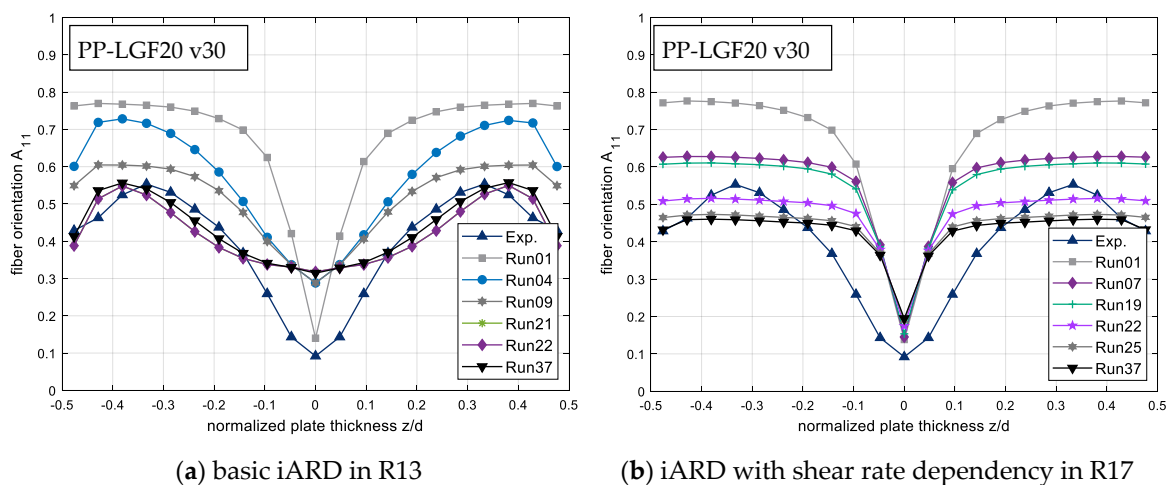 PP-LGF20 v30
fiber orientation A11
1
0.9
0.8
0.7
0.6
0.5
0.4
0.3
0.2
0.1
0
-0.5 -0.4 -0.3 -0.2 -0.1 0 0.1 0.2 0.3 0.4 0.5
normalized plate thickness z/d
Exp.
Run01
Run04
Run09
Run21
Run22
Run37
(a) basic iARD in R13
PP-LGF20 v30
fiber orientation A11
1
0.9
0.8
0.7
0.6
0.5
0.4
0.3
0.2
0.1
0
-0.5 -0.4 -0.3 -0.2 -0.1 0 0.1 0.2 0.3 0.4 0.5
normalized plate thickness z/d
Exp.
Run01
Run07
Run19
Run22
Run25
Run37
(b) iARD with shear rate dependency in R17